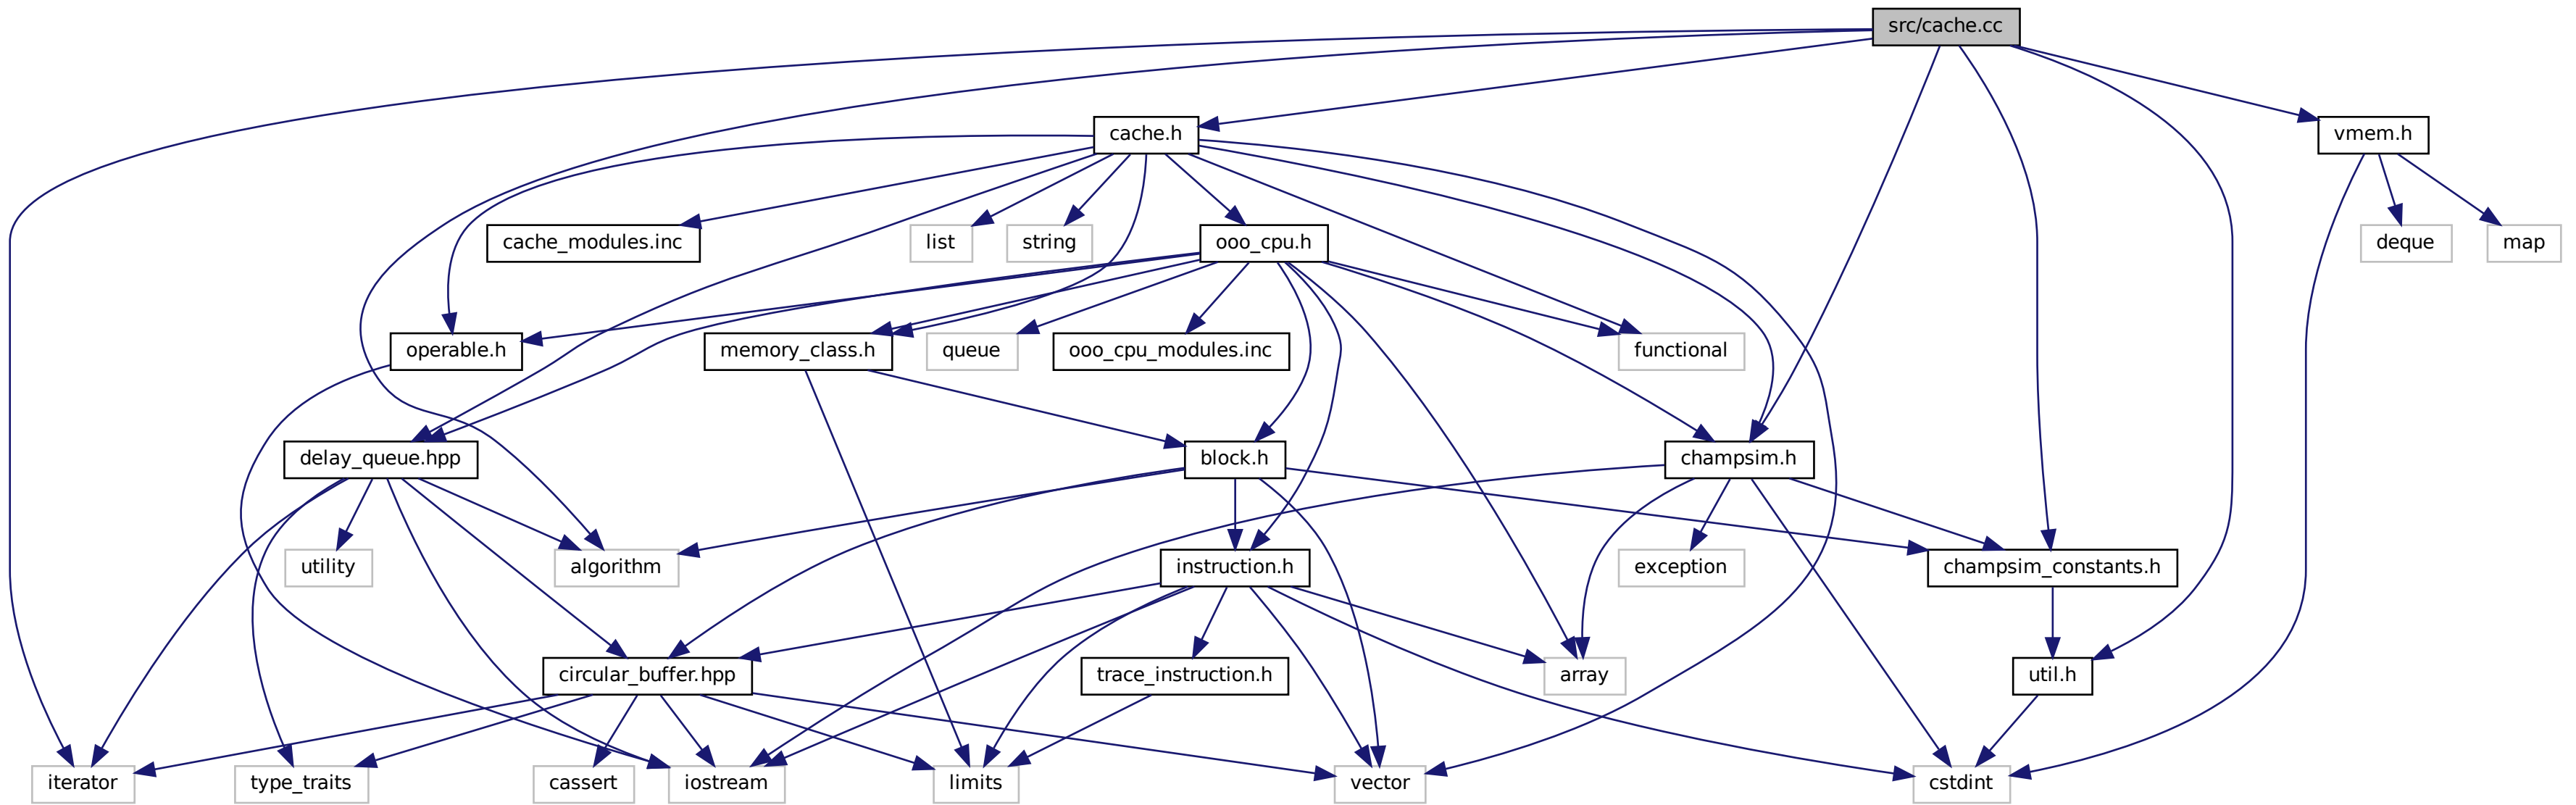 src/cache.cc
cache.h
vmem.h
cache_modules.inc
list
string
ooo_cpu.h
deque
map
operable.h
memory_class.h
queue
ooo_cpu_modules.inc
functional
delay_queue.hpp
block.h
champsim.h
utility
algorithm
instruction.h
exception
champsim_constants.h
circular_buffer.hpp
trace_instruction.h
array
util.h
iterator
type_traits
cassert
iostream
limits
vector
cstdint